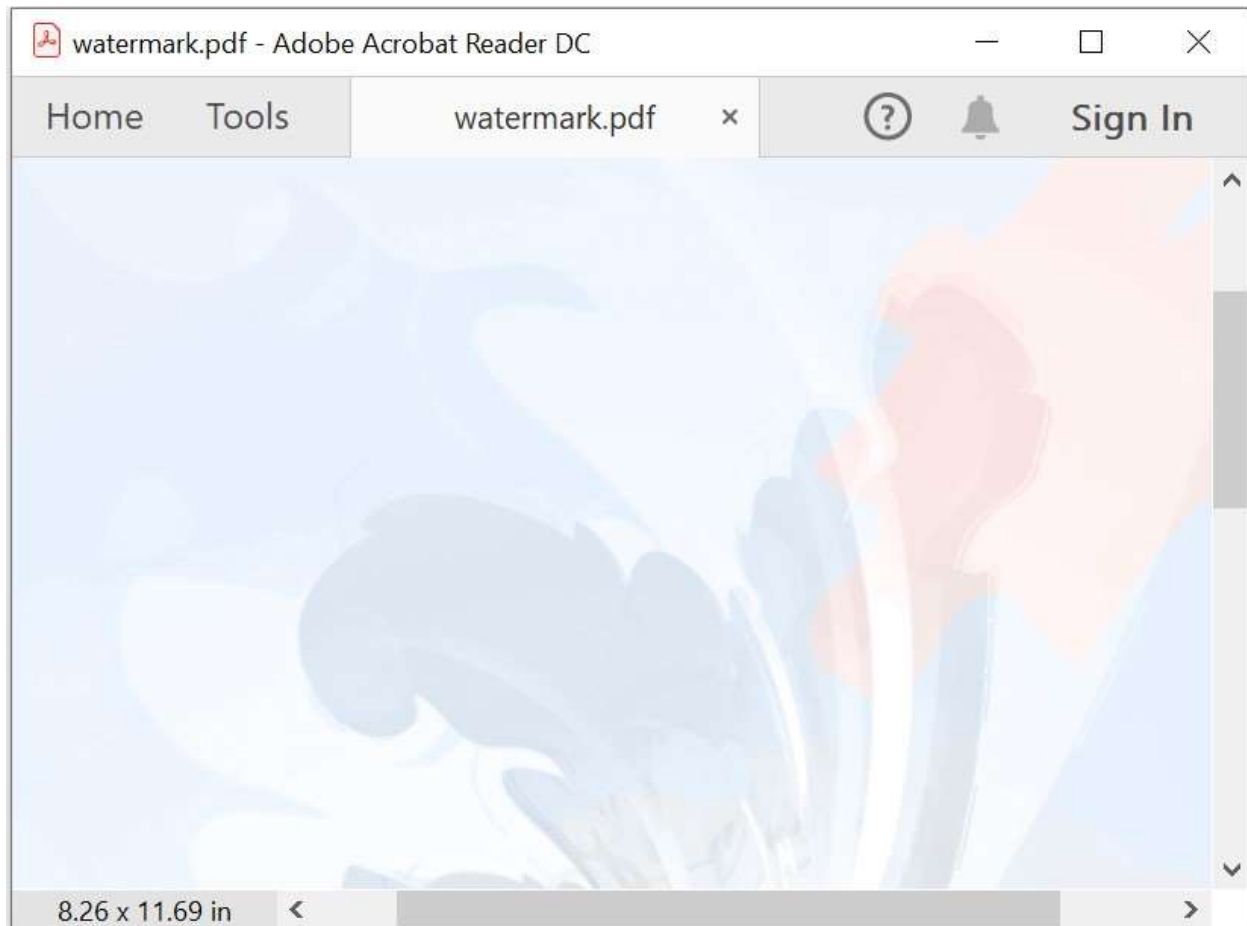 watermark.pdf - Adobe Acrobat Reader DC
Home Tools watermark.pdf × ? Sign In
8.26 x 11.69 in